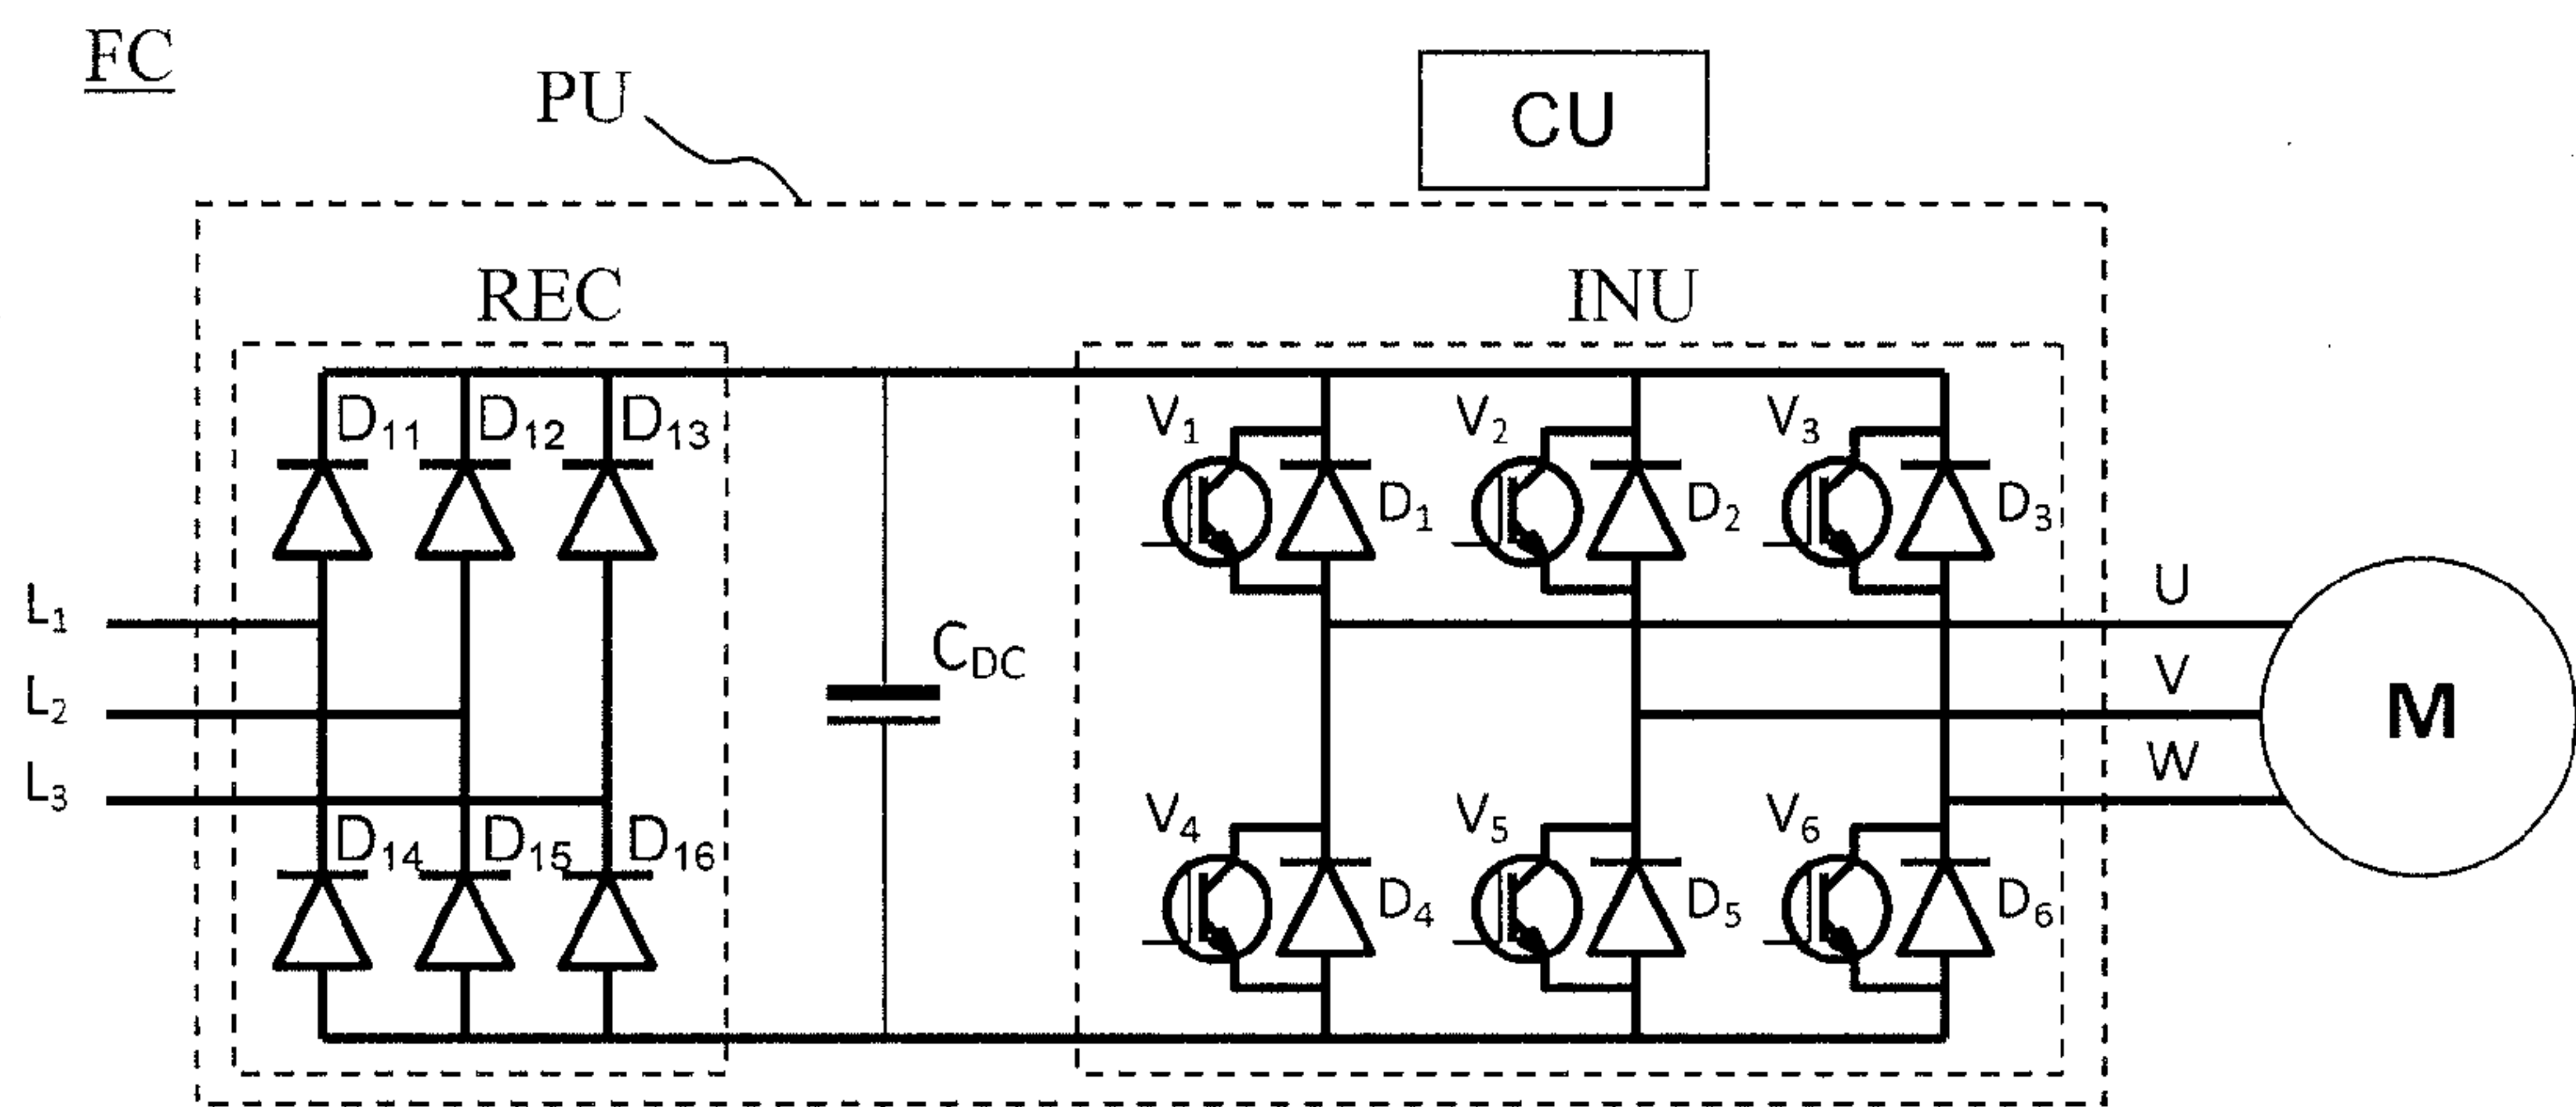 FC
PU
CU
REC
INU
D11 D12 D13
V1 V2 V3
D1 D2 D3
L1
L2
L3
CDC
U
V
W
M
D14 D15 D16
V4 V5 V6
D4 D5 D6